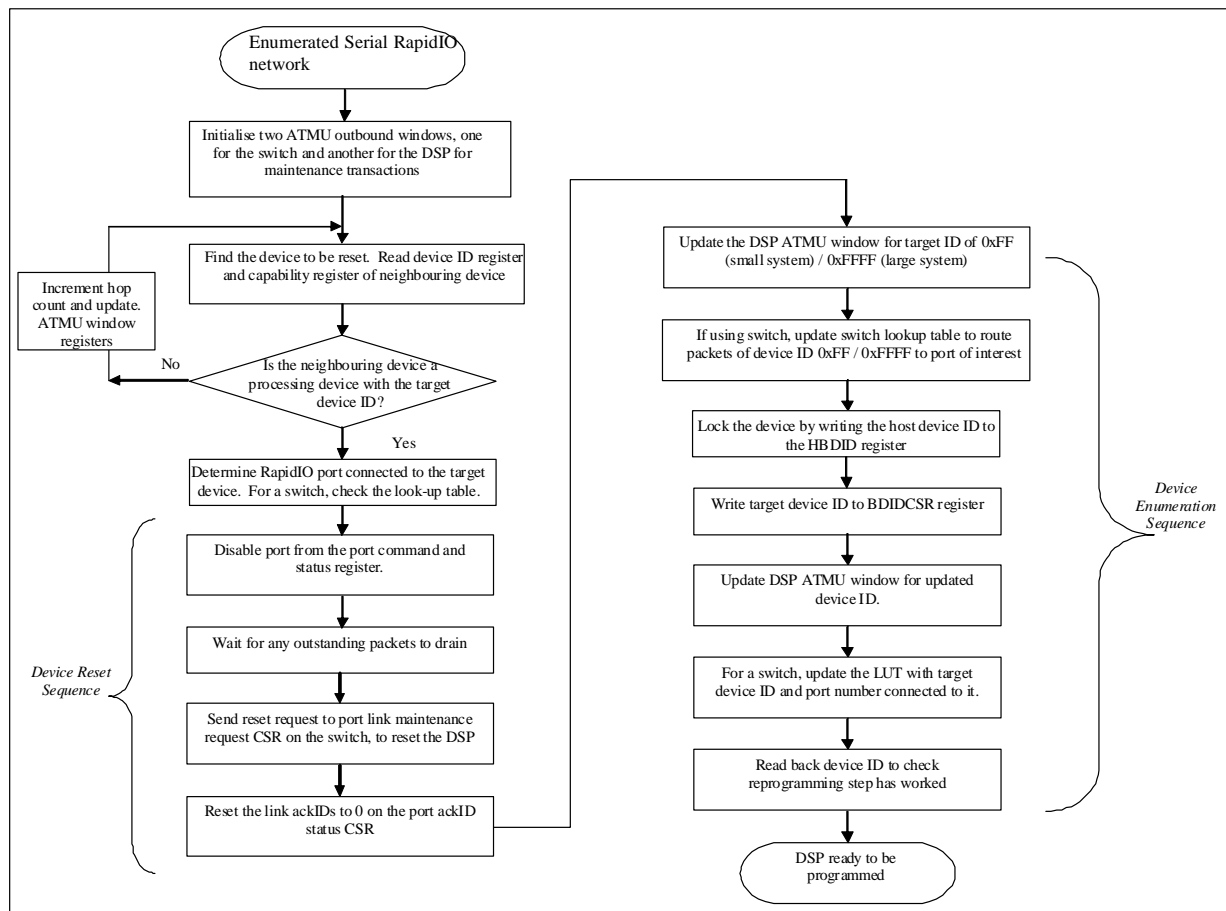 Enumerated Serial RapidIO
network
Initialise two ATMU outbound windows, one
for the switch and another for the DSP for
maintenance transactions
Find the device to be reset. Read device ID register
and capability register of neighbouring device
Increment hop
count and update.
ATMU window
registers
No
Is the neighbouring device a
processing device with the target
device ID?
Yes
Determine RapidIO port connected to the target
device. For a switch, check the look-up table.
Disable port from the port command and
status register.
Wait for any outstanding packets to drain
Device Reset
Sequence
Send reset request to port link maintenance
request CSR on the switch, to reset the DSP
Reset the link ackIDs to 0 on the port ackID
status CSR
Update the DSP ATMU window for target ID of 0xFF
(small system) / 0xFFFF (large system)
If using switch, update switch lookup table to route
packets of device ID 0xFF / 0xFFFF to port of interest
Lock the device by writing the host device ID to
the HBDID register
Write target device ID to BDIDCSR register
Device
Enumeration
Sequence
Update DSP ATMU window for updated
device ID.
For a switch, update the LUT with target
device ID and port number connected to it.
Read back device ID to check
reprogramming step has worked
DSP ready to be
programmed